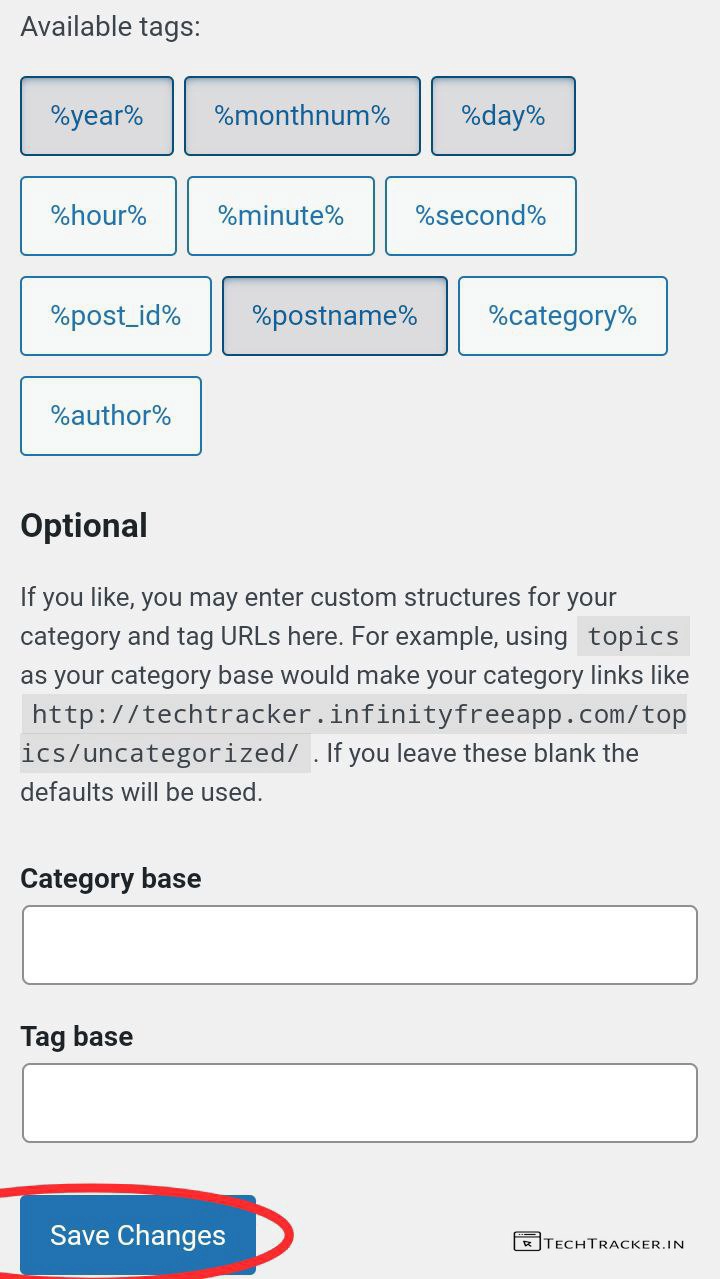 Available tags:
%year% %monthnum% %day%
%hour% %minute% %second%
%post_id% %postname% %category%
%author%
Optional
If you like, you may enter custom structures for your
category and tag URLs here. For example, using topics
as your category base would make your category links like
http://techtracker.infinityfreeapp.com/top
ics/uncategorized/ . If you leave these blank the
defaults will be used.
Category base
Tag base
Save Changes
TECHTRACKER.IN